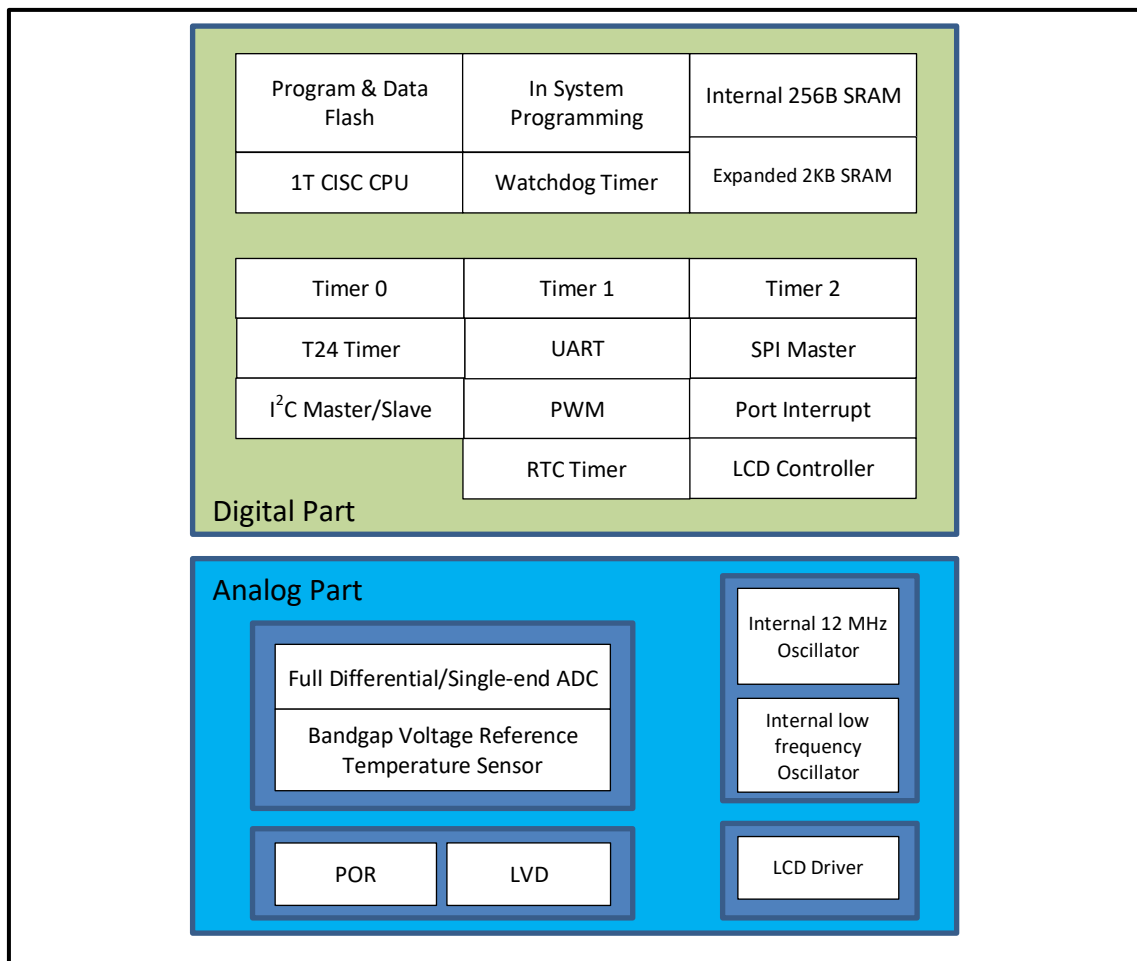 Program & Data
Flash
In System
Programming
Internal 256B SRAM
1T CISC CPU
Watchdog Timer
Expanded 2KB SRAM
Timer 0
Timer 1
Timer 2
T24 Timer
UART
SPI Master
I²C Master/Slave
PWM
Port Interrupt
RTC Timer
LCD Controller
Digital Part
Analog Part
Full Differential/Single-end ADC
Bandgap Voltage Reference
Temperature Sensor
Internal 12 MHz
Oscillator
Internal low
frequency
Oscillator
POR
LVD
LCD Driver